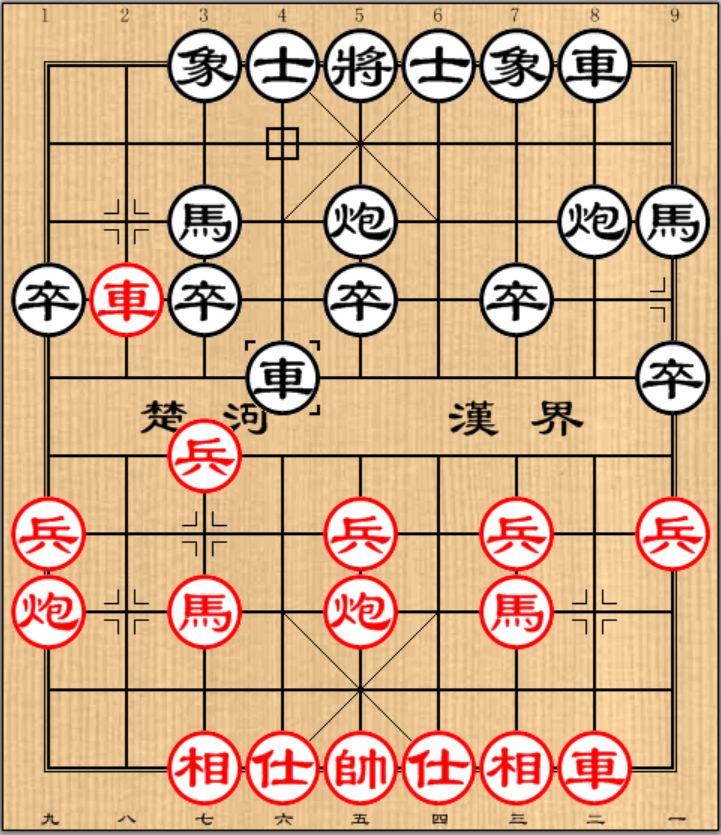 1 2 3 4 5 6 7 8 9
象 士 將 士 象 車
馬 炮 炮 馬
卒 車 卒 卒 卒
車 卒
楚 河 漢 界
兵
兵 兵 兵 兵
炮 馬 炮 馬
相 仕 帥 仕 相 車
九 八 七 六 五 四 三 二 一